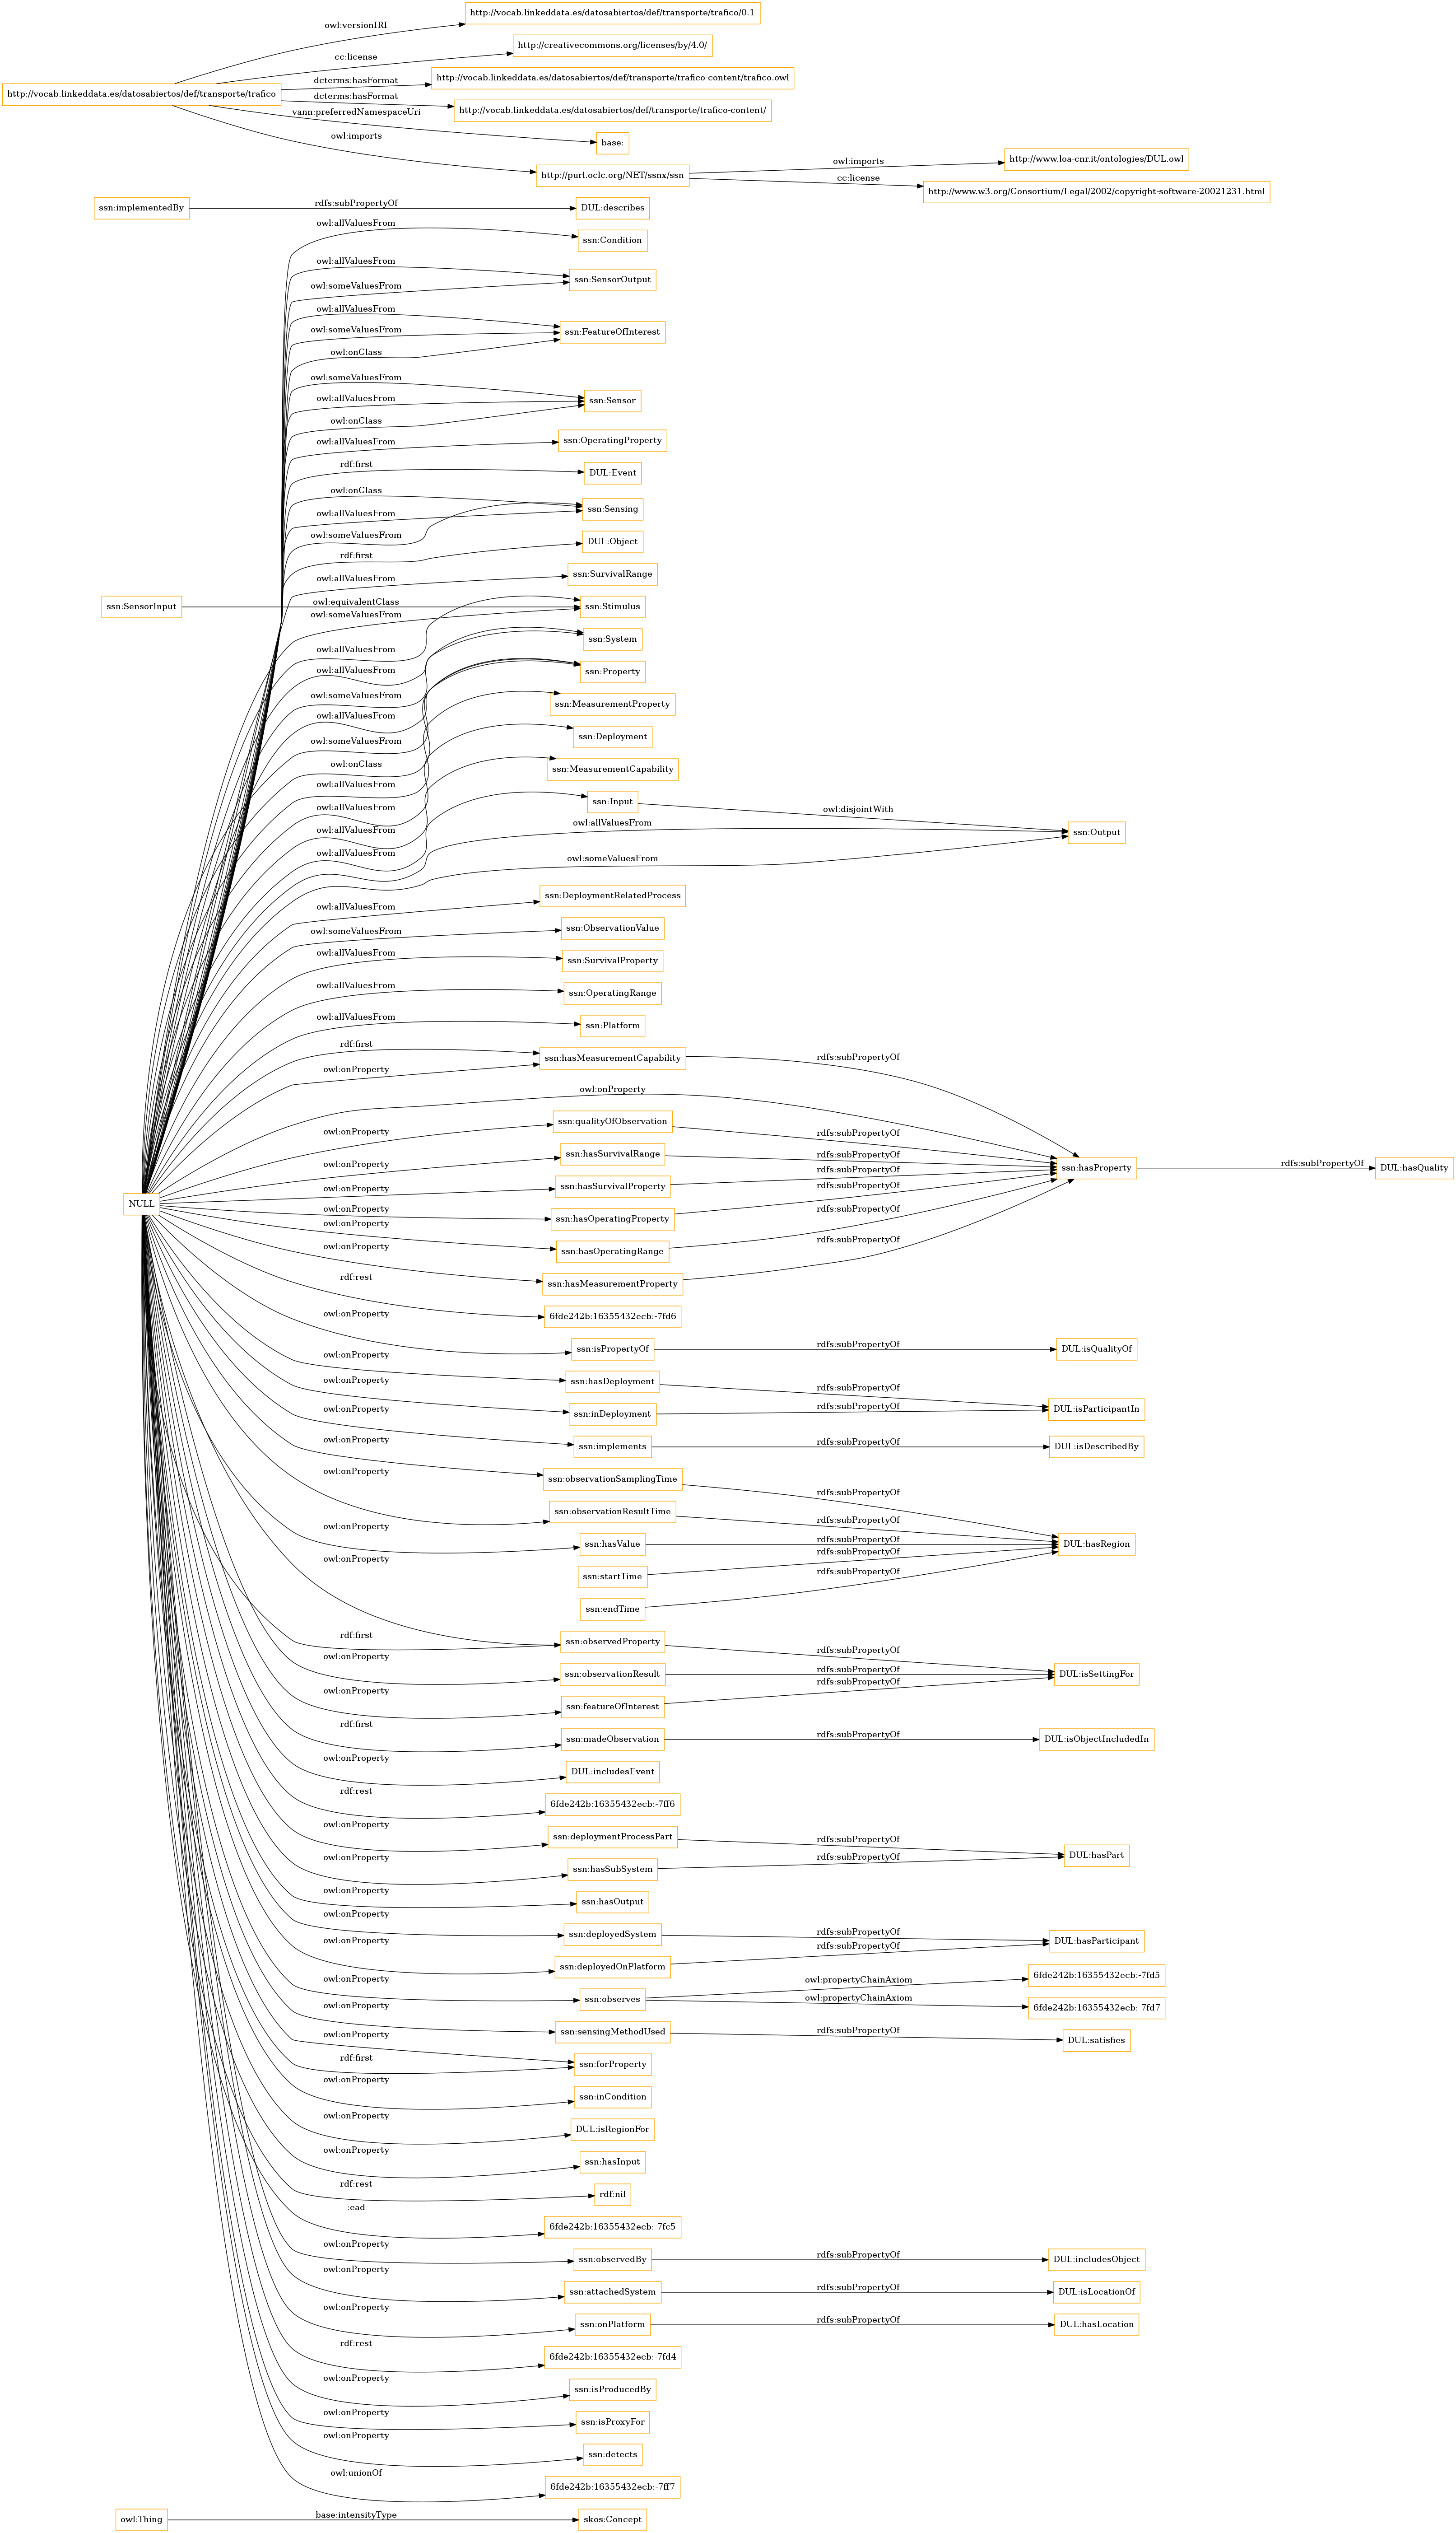 owl:versionIRI
http://vocab.linkeddata.es/datosabiertos/def/transporte/trafico/0.1
cc:license
http://creativecommons.org/licenses/by/4.0/
dcterms:hasFormat
http://vocab.linkeddata.es/datosabiertos/def/transporte/trafico-content/trafico.owl
http://vocab.linkeddata.es/datosabiertos/def/transporte/trafico
dcterms:hasFormat
http://vocab.linkeddata.es/datosabiertos/def/transporte/trafico-content/
vann:preferredNamespaceUri
base:
owl:imports
http://purl.oclc.org/NET/ssnx/ssn
owl:imports
http://www.loa-cnr.it/ontologies/DUL.owl
cc:license
http://www.w3.org/Consortium/Legal/2002/copyright-software-20021231.html
ssn:implementedBy
rdfs:subPropertyOf
DUL:describes
owl:allValuesFrom
ssn:Condition
owl:allValuesFrom
ssn:SensorOutput
owl:someValuesFrom
owl:allValuesFrom
ssn:FeatureOfInterest
owl:someValuesFrom
owl:onClass
owl:someValuesFrom
ssn:Sensor
owl:allValuesFrom
owl:onClass
owl:allValuesFrom
ssn:OperatingProperty
rdf:first
DUL:Event
owl:onClass
ssn:Sensing
owl:allValuesFrom
owl:someValuesFrom
DUL:Object
rdf:first
owl:allValuesFrom
ssn:SurvivalRange
ssn:SensorInput
owl:equivalentClass
ssn:Stimulus
owl:someValuesFrom
owl:allValuesFrom
ssn:System
owl:allValuesFrom
ssn:Property
owl:someValuesFrom
ssn:MeasurementProperty
owl:allValuesFrom
ssn:Deployment
owl:someValuesFrom
owl:onClass
ssn:MeasurementCapability
owl:allValuesFrom
ssn:Input
owl:disjointWith
owl:allValuesFrom
owl:allValuesFrom
owl:allValuesFrom
ssn:Output
owl:allValuesFrom
owl:someValuesFrom
ssn:DeploymentRelatedProcess
owl:allValuesFrom
ssn:ObservationValue
owl:someValuesFrom
ssn:SurvivalProperty
owl:allValuesFrom
ssn:OperatingRange
owl:allValuesFrom
ssn:Platform
owl:allValuesFrom
rdf:first
ssn:hasMeasurementCapability
rdfs:subPropertyOf
owl:onProperty
owl:onProperty
ssn:qualityOfObservation
rdfs:subPropertyOf
owl:onProperty
ssn:hasSurvivalRange
rdfs:subPropertyOf
owl:onProperty
ssn:hasProperty
rdfs:subPropertyOf
DUL:hasQuality
ssn:hasSurvivalProperty
rdfs:subPropertyOf
owl:onProperty
NULL
ssn:hasOperatingProperty
rdfs:subPropertyOf
owl:onProperty
ssn:hasOperatingRange
rdfs:subPropertyOf
owl:onProperty
ssn:hasMeasurementProperty
rdfs:subPropertyOf
owl:onProperty
rdf:rest
6fde242b:16355432ecb:-7fd6
owl:onProperty
ssn:isPropertyOf
rdfs:subPropertyOf
DUL:isQualityOf
owl:onProperty
ssn:hasDeployment
rdfs:subPropertyOf
DUL:isParticipantIn
owl:onProperty
ssn:inDeployment
rdfs:subPropertyOf
owl:onProperty
ssn:implements
rdfs:subPropertyOf
DUL:isDescribedBy
owl:onProperty
ssn:observationSamplingTime
rdfs:subPropertyOf
owl:onProperty
ssn:observationResultTime
rdfs:subPropertyOf
owl:onProperty
ssn:hasValue
rdfs:subPropertyOf
DUL:hasRegion
ssn:startTime
rdfs:subPropertyOf
owl:onProperty
ssn:endTime
rdfs:subPropertyOf
rdf:first
ssn:observedProperty
rdfs:subPropertyOf
owl:onProperty
ssn:observationResult
rdfs:subPropertyOf
DUL:isSettingFor
owl:onProperty
ssn:featureOfInterest
rdfs:subPropertyOf
rdf:first
ssn:madeObservation
rdfs:subPropertyOf
DUL:isObjectIncludedIn
owl:onProperty
DUL:includesEvent
rdf:rest
6fde242b:16355432ecb:-7ff6
owl:onProperty
ssn:deploymentProcessPart
rdfs:subPropertyOf
DUL:hasPart
owl:onProperty
ssn:hasSubSystem
rdfs:subPropertyOf
owl:onProperty
ssn:hasOutput
owl:onProperty
ssn:deployedSystem
rdfs:subPropertyOf
DUL:hasParticipant
owl:onProperty
ssn:deployedOnPlatform
rdfs:subPropertyOf
owl:onProperty
ssn:observes
owl:propertyChainAxiom
6fde242b:16355432ecb:-7fd5
owl:propertyChainAxiom
6fde242b:16355432ecb:-7fd7
owl:onProperty
ssn:sensingMethodUsed
rdfs:subPropertyOf
DUL:satisfies
owl:onProperty
ssn:forProperty
rdf:first
owl:onProperty
ssn:inCondition
owl:onProperty
DUL:isRegionFor
owl:onProperty
ssn:hasInput
rdf:rest
rdf:nil
:ead
6fde242b:16355432ecb:-7fc5
owl:onProperty
ssn:observedBy
rdfs:subPropertyOf
DUL:includesObject
owl:onProperty
ssn:attachedSystem
rdfs:subPropertyOf
DUL:isLocationOf
owl:onProperty
ssn:onPlatform
rdfs:subPropertyOf
DUL:hasLocation
rdf:rest
6fde242b:16355432ecb:-7fd4
owl:onProperty
ssn:isProducedBy
owl:onProperty
ssn:isProxyFor
owl:onProperty
ssn:detects
owl:unionOf
6fde242b:16355432ecb:-7ff7
owl:Thing
base:intensityType
skos:Concept